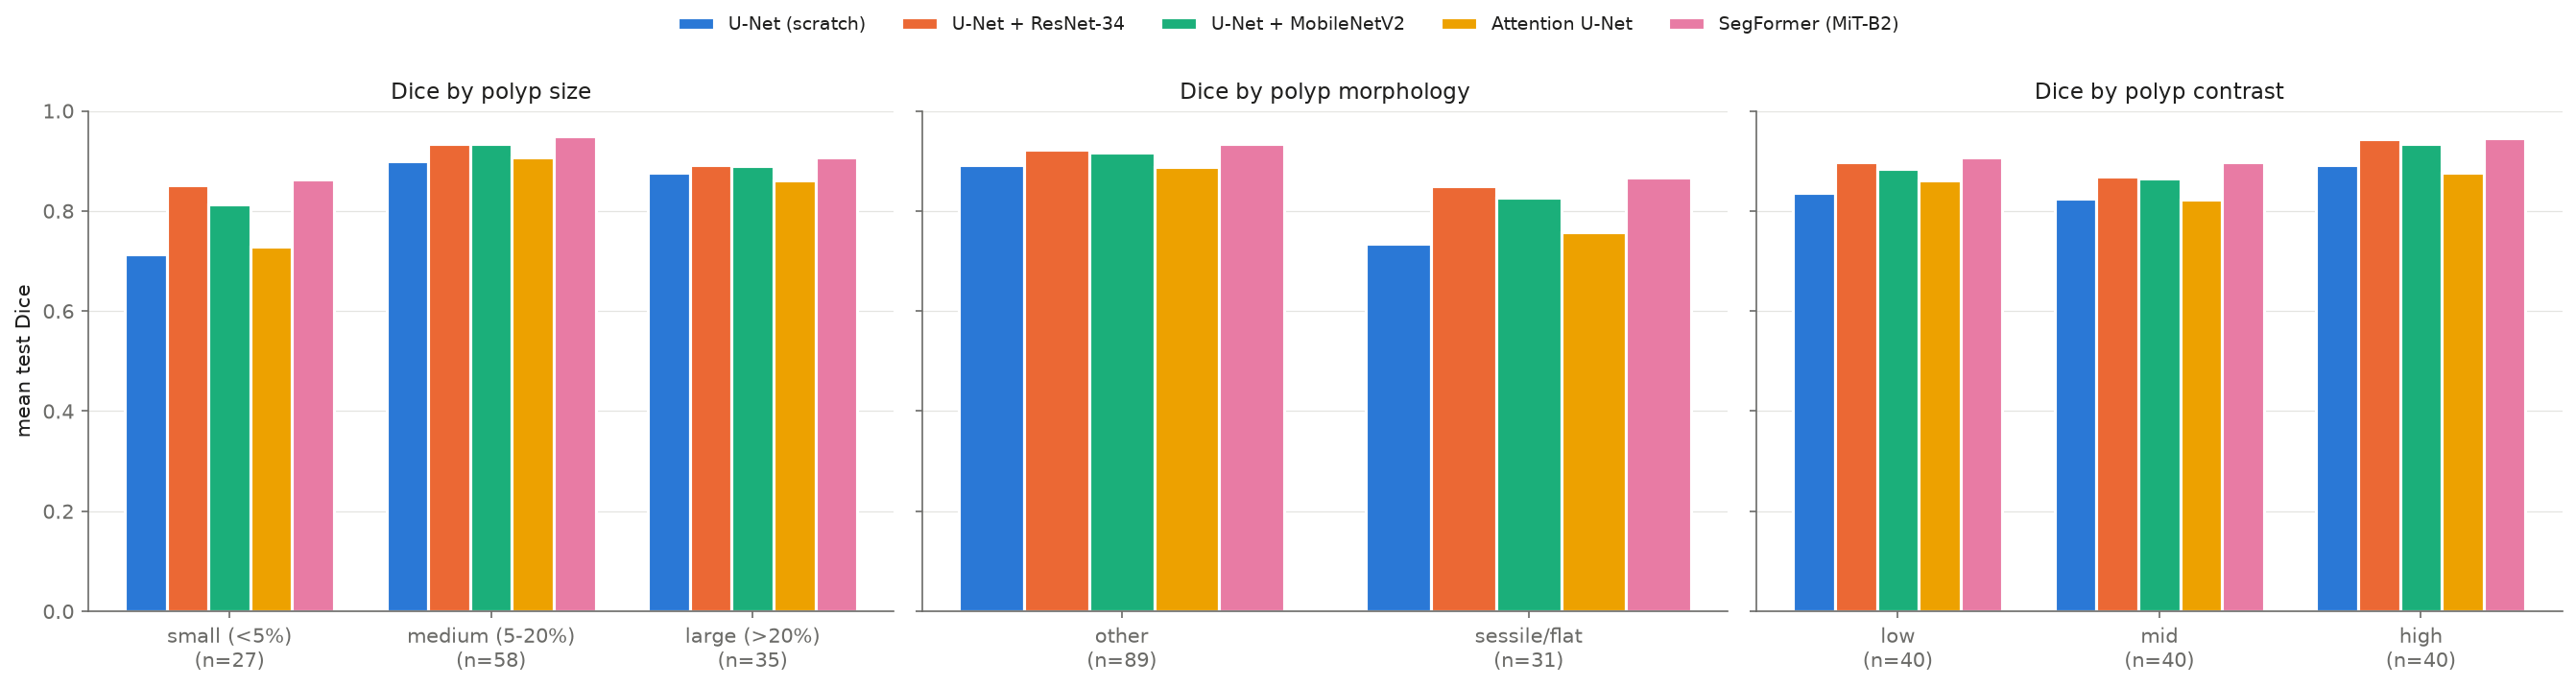 U-Net (scratch) U-Net + ResNet-34 U-Net + MobileNetV2 Attention U-Net SegFormer (MiT-B2)
Dice by polyp size
mean test Dice
1.0
0.8
0.6
0.4
0.2
0.0
small (<5%) medium (5-20%) large (>20%)
(n=27) (n=58) (n=35)
Dice by polyp morphology
other sessile/flat
(n=89) (n=31)
Dice by polyp contrast
low mid high
(n=40) (n=40) (n=40)